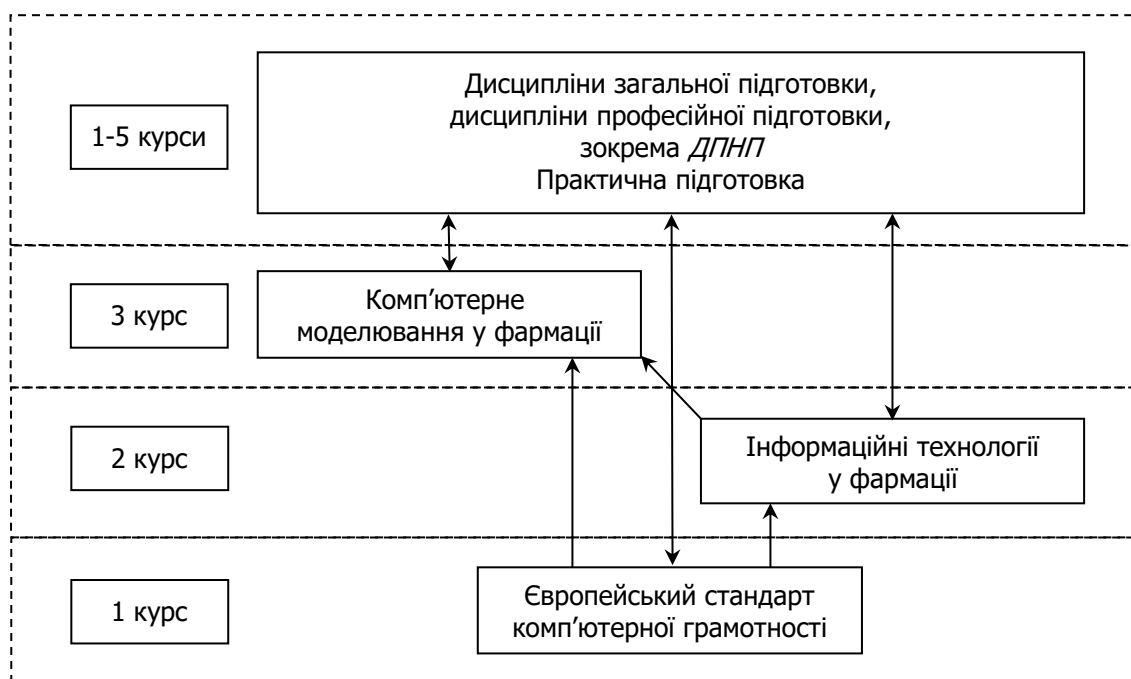 1-5 курси
Дисципліни загальної підготовки,
дисципліни професійної підготовки,
зокрема ДПНП
Практична підготовка
3 курс
Комп’ютерне
моделювання у фармації
2 курс
Інформаційні технології
у фармації
1 курс
Європейський стандарт
комп’ютерної грамотності